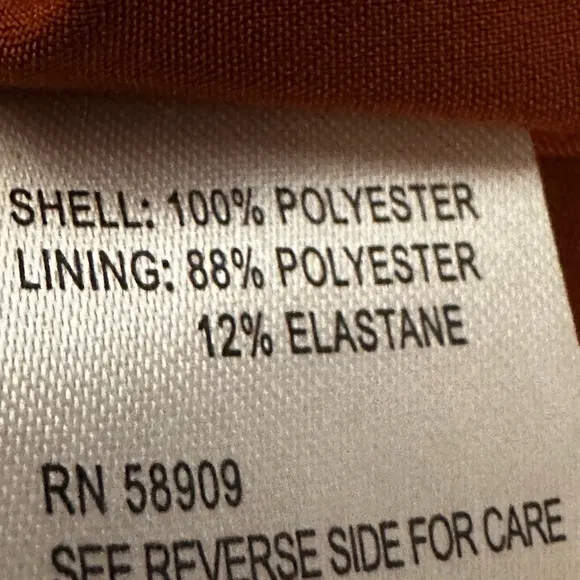 SHELL: 100% POLYESTER
LINING: 88% POLYESTER
12% ELASTANE
RN 58909
SEE REVERSE SIDE FOR CARE